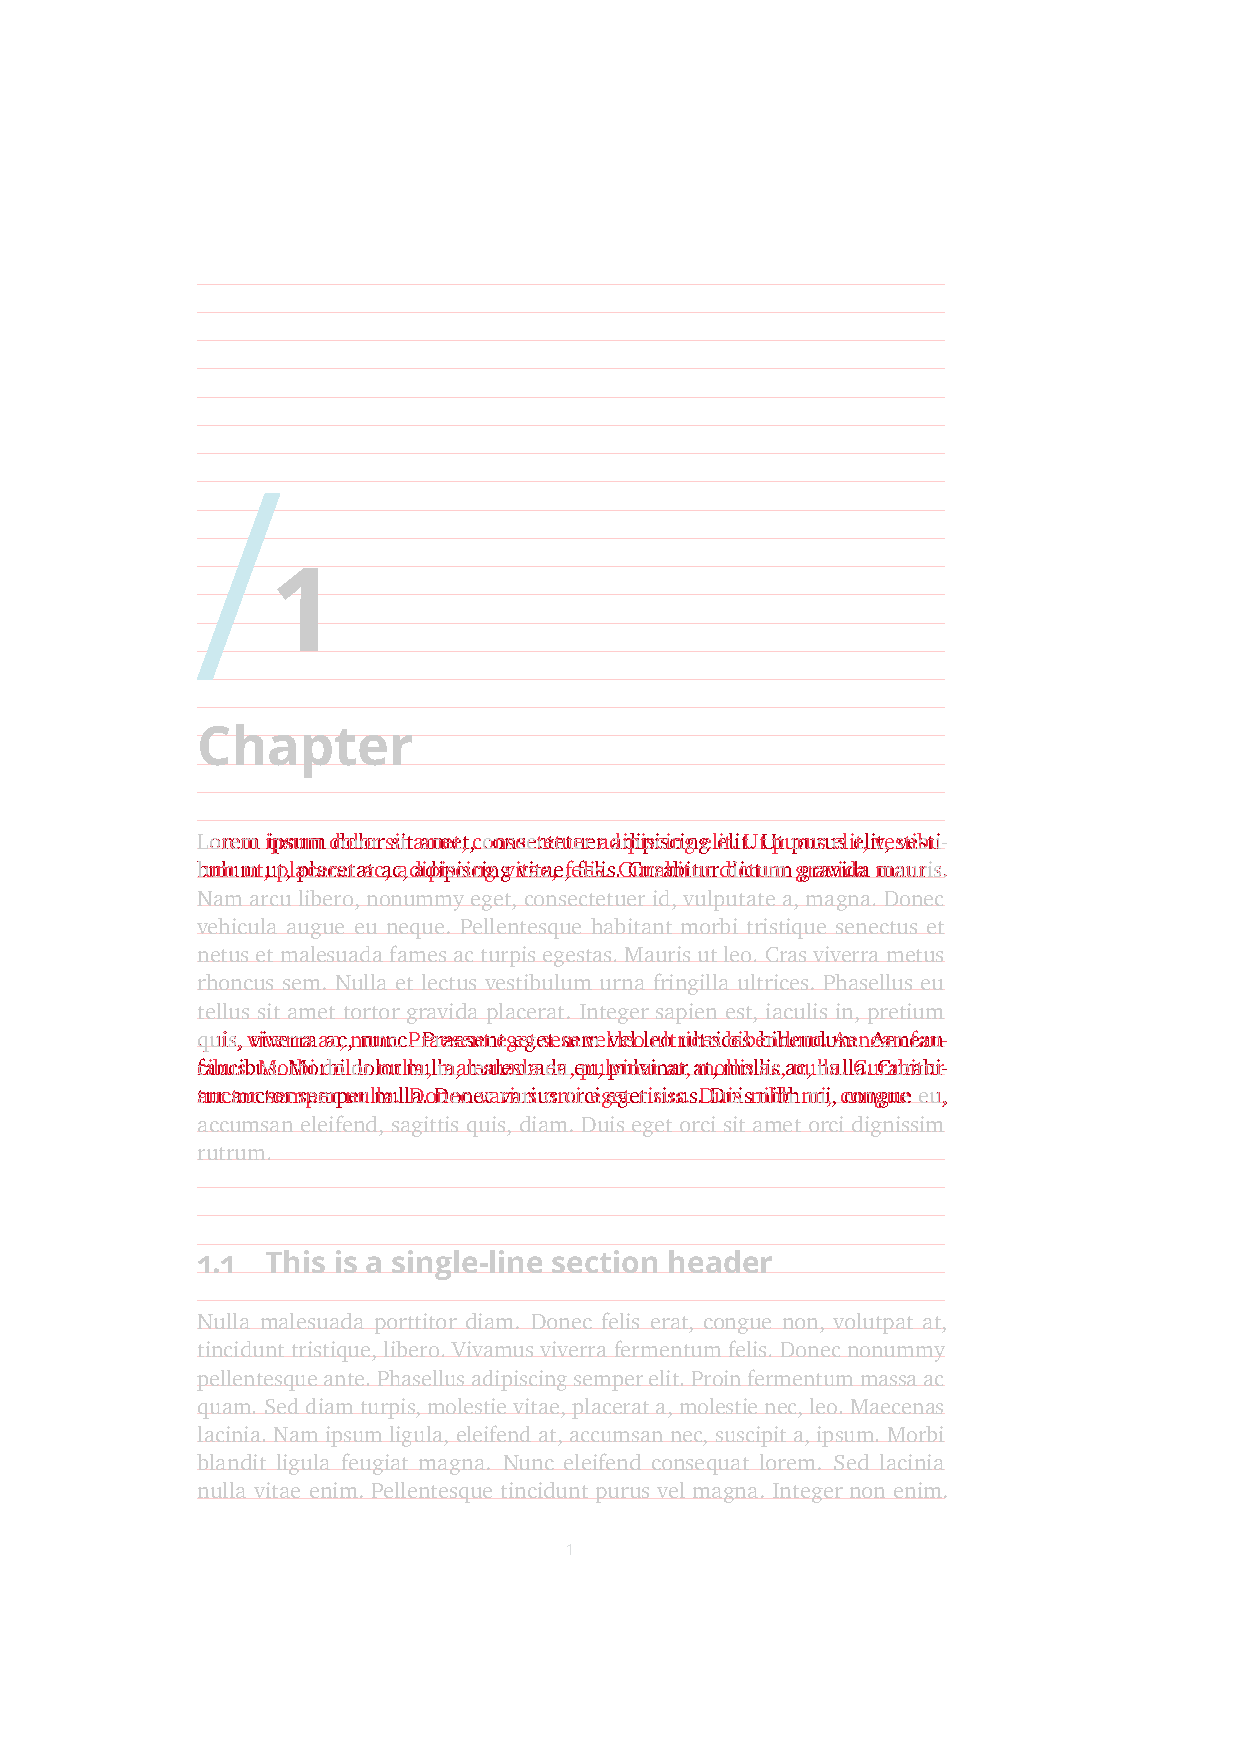 1
Chapter
Lorem ipsum dolor sit amet, consectetuer adipiscing elit. Ut purus elit, vesti-
bulum ut, placerat ac, adipiscing vitae, felis. Curabitur dictum gravida mauris.
Nam arcu libero, nonummy eget, consectetuer id, vulputate a, magna. Donec
vehicula augue eu neque. Pellentesque habitant morbi tristique senectus et
netus et malesuada fames ac turpis egestas. Mauris ut leo. Cras viverra metus
rhoncus sem. Nulla et lectus vestibulum urna fringilla ultrices. Phasellus eu
tellus sit amet tortor gravida placerat. Integer sapien est, iaculis in, pretium
quis, viverra ac, nunc. Praesent eget sem vel leo ultrices bibendum. Aenean fau-
cibus. Morbi dolor nulla, malesuada eu, pulvinar at, mollis ac, nulla. Curabi-
tur auctor semper nulla. Donec varius orci eget risus. Duis nibh mi, congue eu,
accumsan eleifend, sagittis quis, diam. Duis eget orci sit amet orci dignissim
rutrum.
1.1 This is a single-line section header
Nulla malesuada porttitor diam. Donec felis erat, congue non, volutpat at,
tincidunt tristique, libero. Vivamus viverra fermentum felis. Donec nonummy
pellentesque ante. Phasellus adipiscing semper elit. Proin fermentum massa ac
quam. Sed diam turpis, molestie vitae, placerat a, molestie nec, leo. Maecenas
lacinia. Nam ipsum ligula, eleifend at, accumsan nec, suscipit a, ipsum. Morbi
blandit ligula feugiat magna. Nunc eleifend consequat lorem. Sed lacinia
nulla vitae enim. Pellentesque tincidunt purus vel magna. Integer non enim.
1